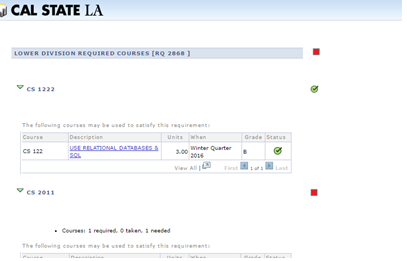 CAL STATE LA
LOWER DIVISION REQUIRED COURSES [RQ 2868 ]
CS 1222
The following courses may be used to satisfy this requirement:
Course Description Units When Grade Status
CS 122 USE RELATIONAL DATABASES & SQL 3.00 Winter Quarter 2016 B
View All | First 1 of 1 Last
CS 2011
Courses: 1 required, 0 taken, 1 needed
The following courses may be used to satisfy this requirement:
Course Description Units When Grade Status